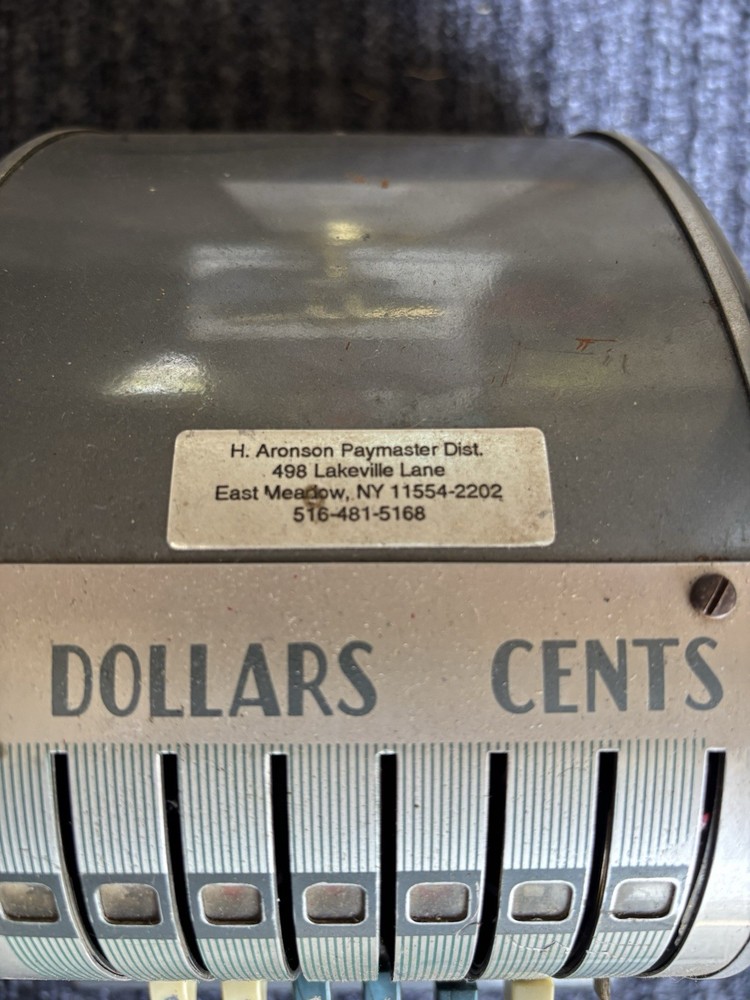 H. Aronson Paymaster Dist.
498 Lakeville Lane
East Meadow, NY 11554-2202
516-481-5168
DOLLARS CENTS